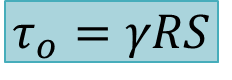 τₒ = γRS